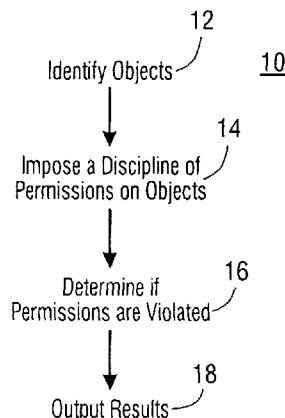 12
Identify Objects
10
14
Impose a Discipline of
Permissions on Objects
16
Determine if
Permissions are Violated
18
Output Results